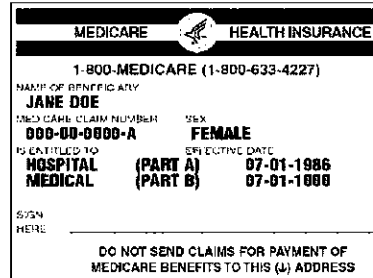 MEDICARE HEALTH INSURANCE
1-800-MEDICARE (1-800-633-4227)
NAME OF BENEFICIARY
JANE DOE
MEDICARE CLAIM NUMBER SEX
000-00-0000-A FEMALE
IS ENTITLED TO EFFECTIVE DATE
HOSPITAL (PART A) 07-01-1986
MEDICAL (PART B) 07-01-1
SIGN
HERE
DO NOT SEND CLAIMS FOR PAYMENT OF
MEDICARE BENEFITS TO THIS (↓) ADDRESS